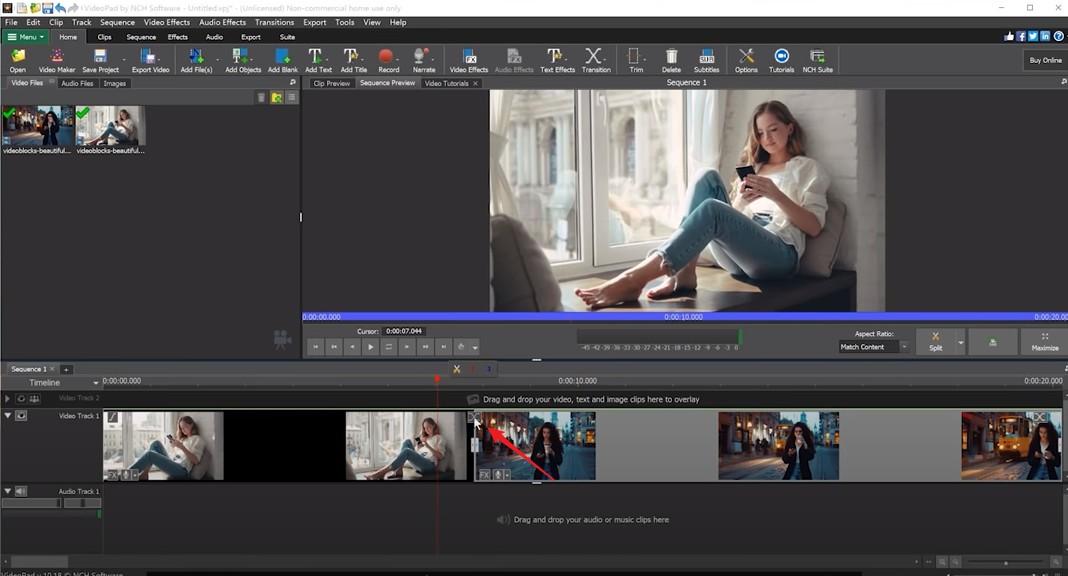 VideoPad by NCH Software - Untitled.vpj* - (Unlicensed) Non-commercial home use only
File Edit Clip Track Sequence Video Effects Audio Effects Transitions Export Tools View Help
Menu Home Clips Sequence Effects Audio Export Suite
Open Video Maker Save Project Export Video Add File(s) Add Objects Add Blank Add Text Add Title Record Narrate Video Effects Audio Effects Text Effects Transition Trim Delete Subtitles Options Tutorials NCH Suite Buy Online
Video Files Audio Files Images
Clip Preview Sequence Preview Video Tutorials
Sequence 1
videoblocks-beautiful... videoblocks-beautiful...
0:00:00.000 0:00:10.000 0:00:20.0
Cursor: 0:00:07.044
-45 -42 -39 -36 -33 -30 -27 -24 -21 -18 -15 -12 -9 -6 -3 0
Aspect Ratio:
Match Content
Split
Maximize
Sequence 1
Timeline
0:00:00.000 0:00:10.000 0:00:20.000
Video Track 2
Drag and drop your video, text and image clips here to overlay
Video Track 1
FX FX
Audio Track 1
Drag and drop your audio or music clips here
VideoPad v 10.18 © NCH Software